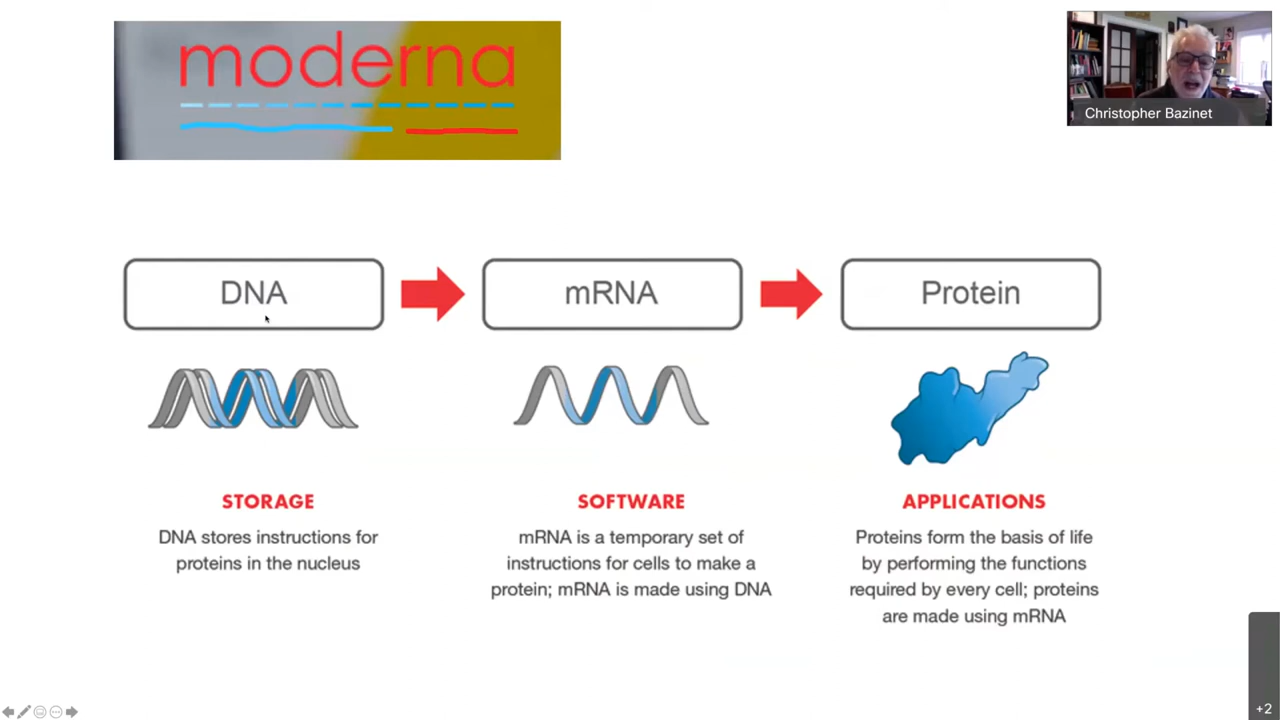 moderna
Christopher Bazinet
DNA
mRNA
Protein
STORAGE
DNA stores instructions for
proteins in the nucleus
SOFTWARE
mRNA is a temporary set of
instructions for cells to make a
protein; mRNA is made using DNA
APPLICATIONS
Proteins form the basis of life
by performing the functions
required by every cell; proteins
are made using mRNA
+2